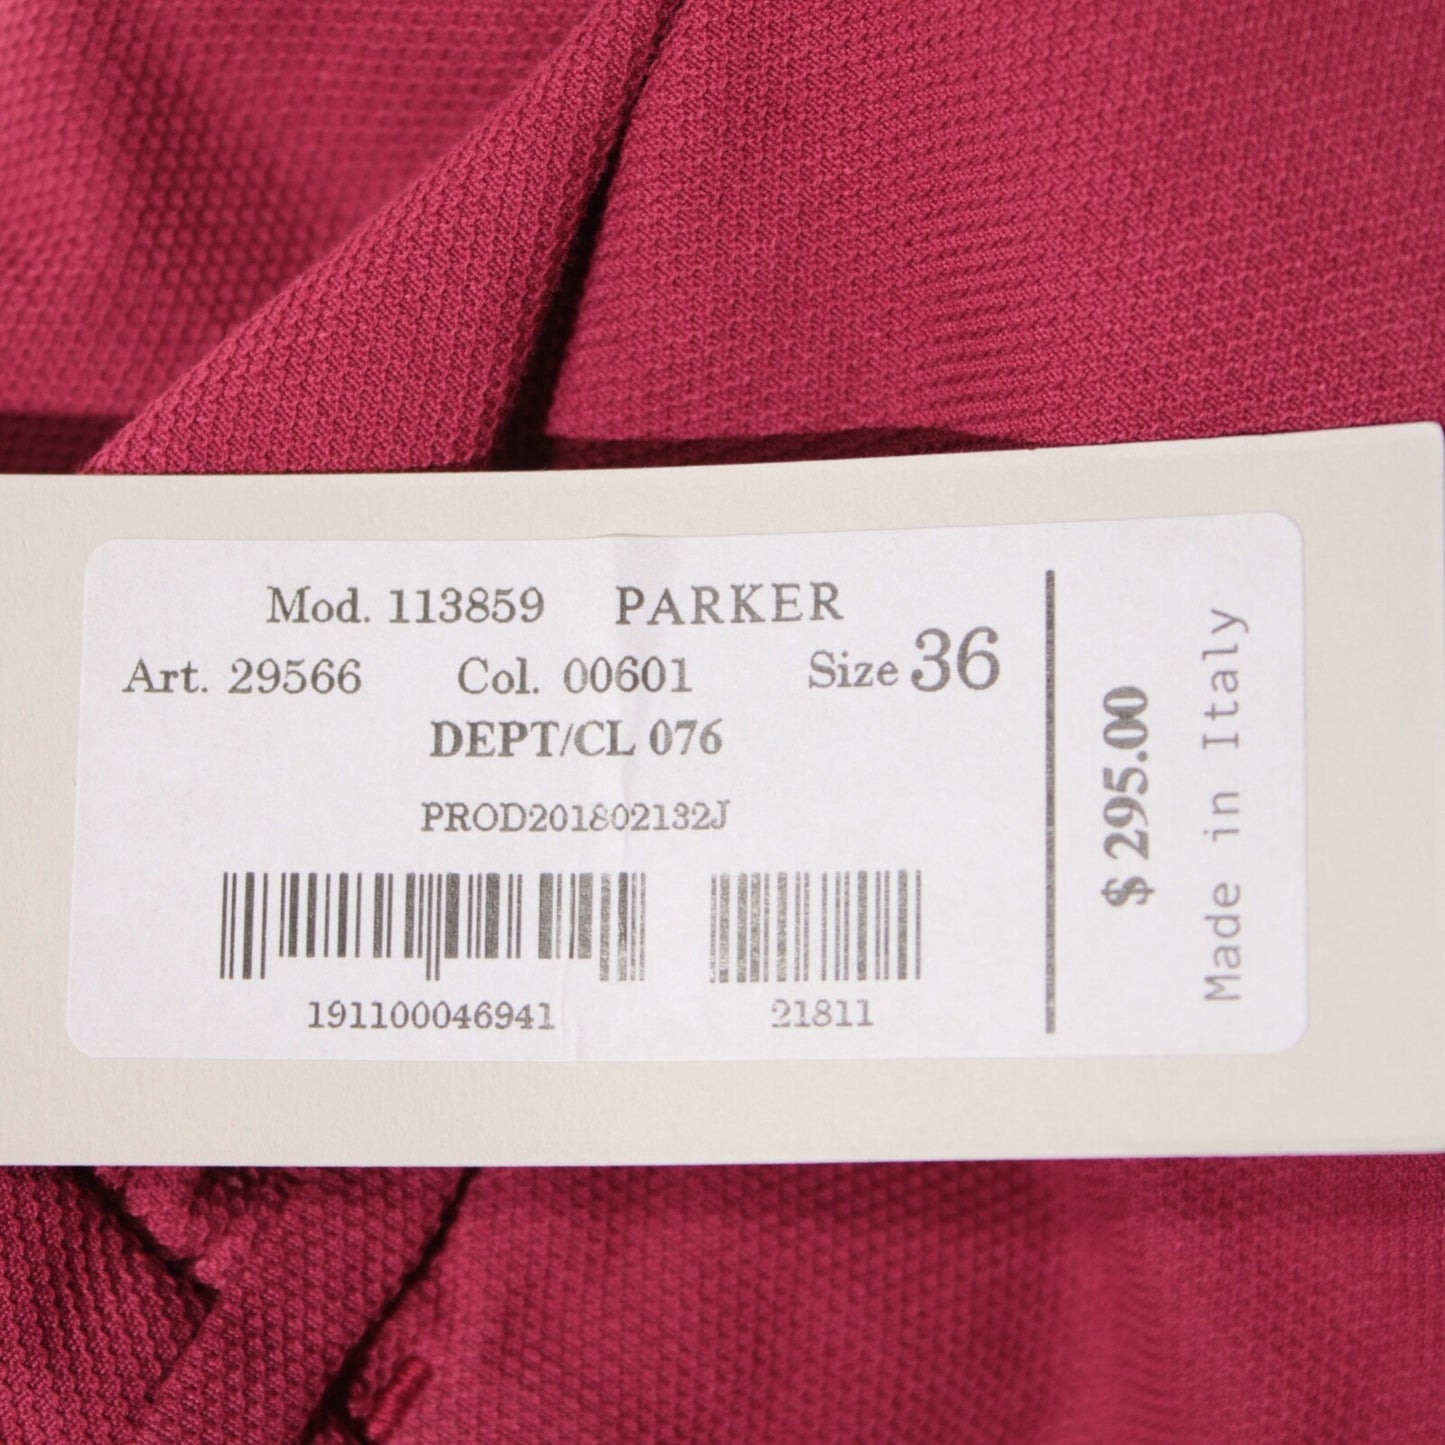 Mod. 113859 PARKER
Art. 29566 Col. 00601 Size 36
DEPT/CL 076
PROD201802132J
191100046941 21811
$ 295.00
Made in Italy